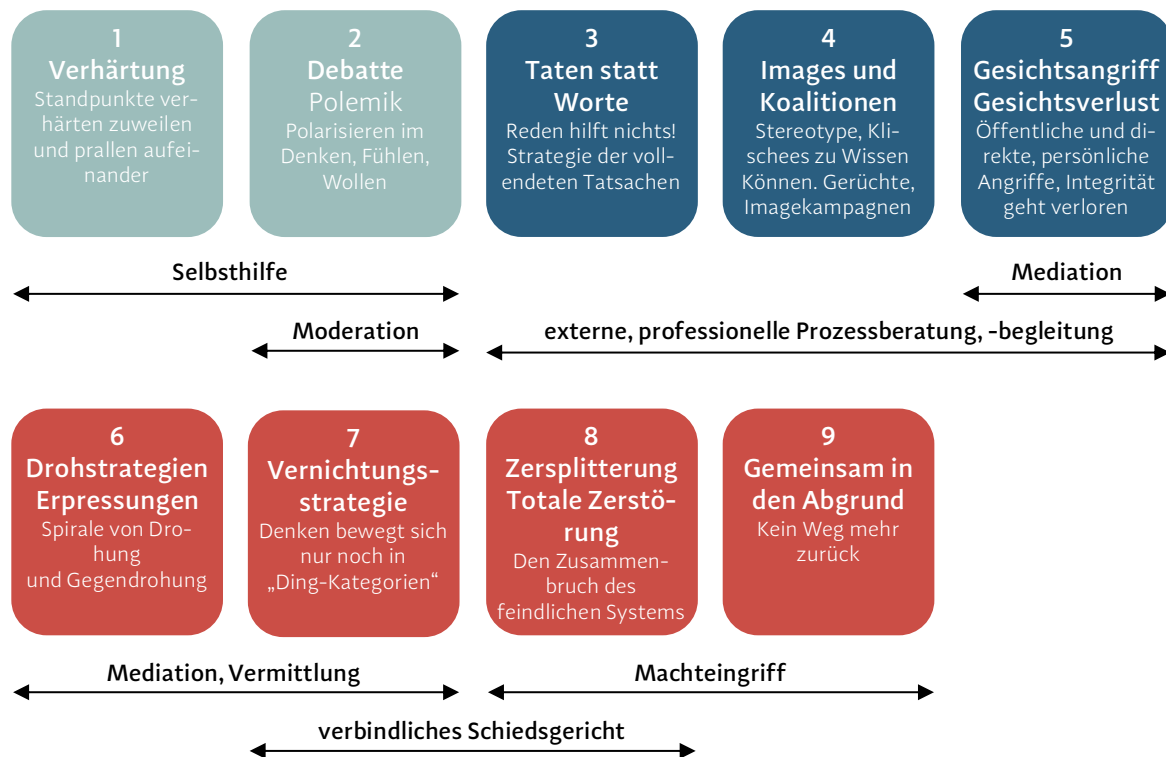 1
Verhärtung
Standpunkte ver-
härten zuweilen
und prallen aufei-
nander
2
Debatte
Polemik
Polarisieren im
Denken, Fühlen,
Wollen
3
Taten statt
Worte
Reden hilft nichts!
Strategie der voll-
endeten Tatsachen
4
Images und
Koalitionen
Stereotype, Kli-
schees zu Wissen
Können. Gerüchte,
Imagekampagnen
5
Gesichtsangriff
Gesichtsverlust
Öffentliche und di-
rekte, persönliche
Angriffe, Integrität
geht verloren
Selbsthilfe
Mediation
Moderation
externe, professionelle Prozessberatung, -begleitung
6
Drohstrategien
Erpressungen
Spirale von Dro-
hung
und Gegendrohung
7
Vernichtungs-
strategie
Denken bewegt sich
nur noch in
„Ding-Kategorien“
8
Zersplitterung
Totale Zerstö-
rung
Den Zusammen-
bruch des
feindlichen Systems
9
Gemeinsam in
den Abgrund
Kein Weg mehr
zurück
Mediation, Vermittlung
Machteingriff
verbindliches Schiedsgericht